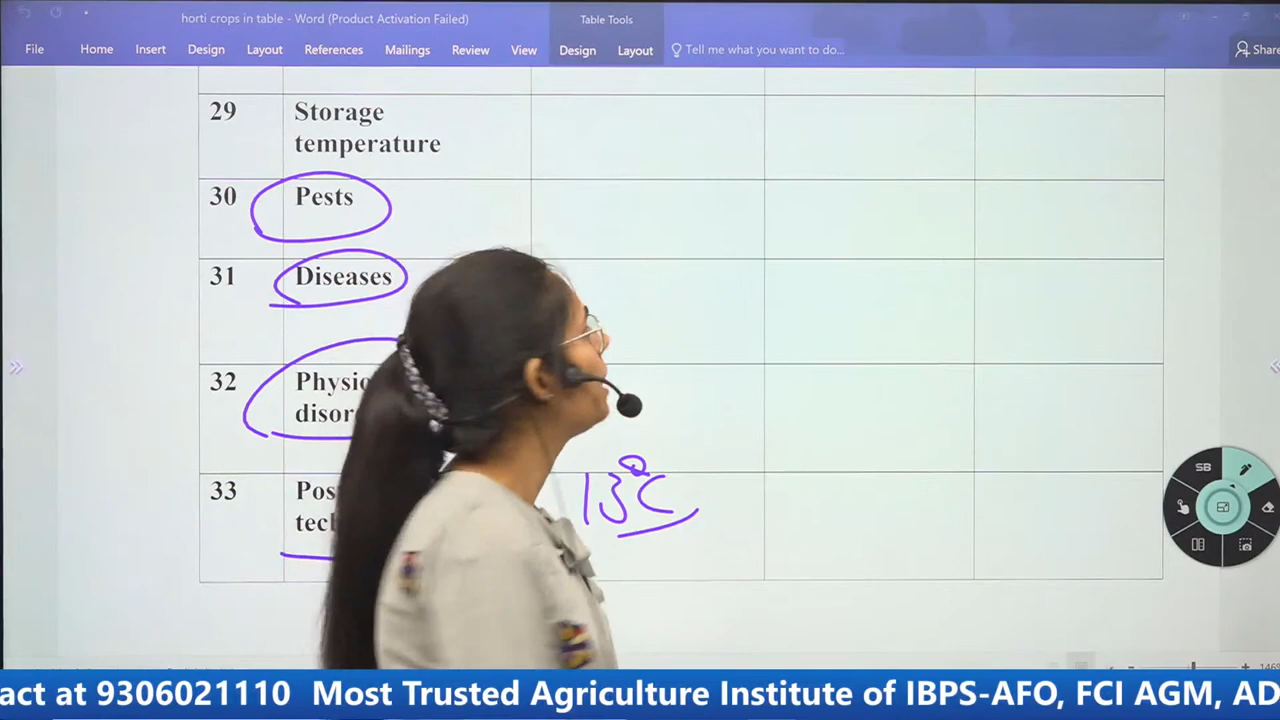 horti crops in table - Word (Product Activation Failed)
Table Tools
File Home Insert Design Layout References Mailings Review View Design Layout Tell me what you want to do... Share
29 Storage
temperature
30 Pests
31 Diseases
32 Physio
disor
33 Pos
tech
13°C
SB
146%
act at 9306021110 Most Trusted Agriculture Institute of IBPS-AFO, FCI AGM, AD